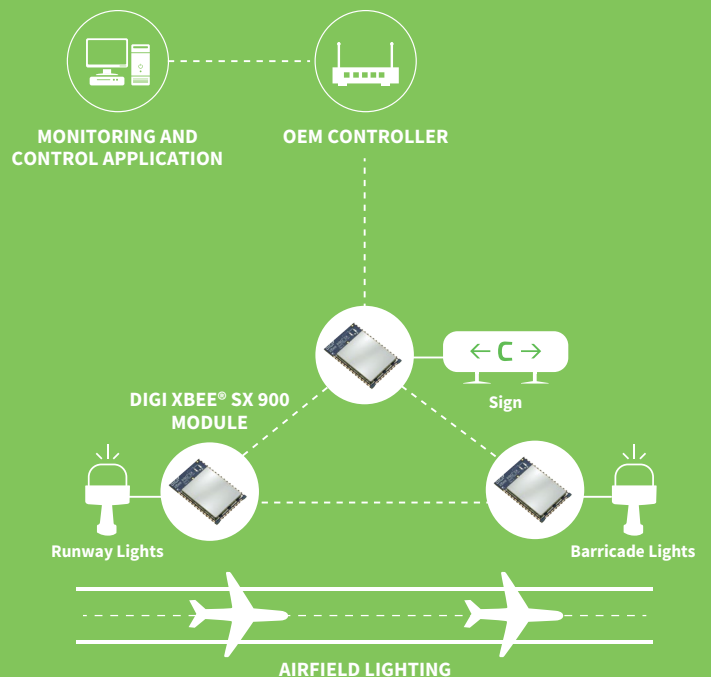 MONITORING AND
CONTROL APPLICATION
OEM CONTROLLER
← C →
Sign
DIGI XBEE® SX 900
MODULE
Runway Lights
Barricade Lights
AIRFIELD LIGHTING